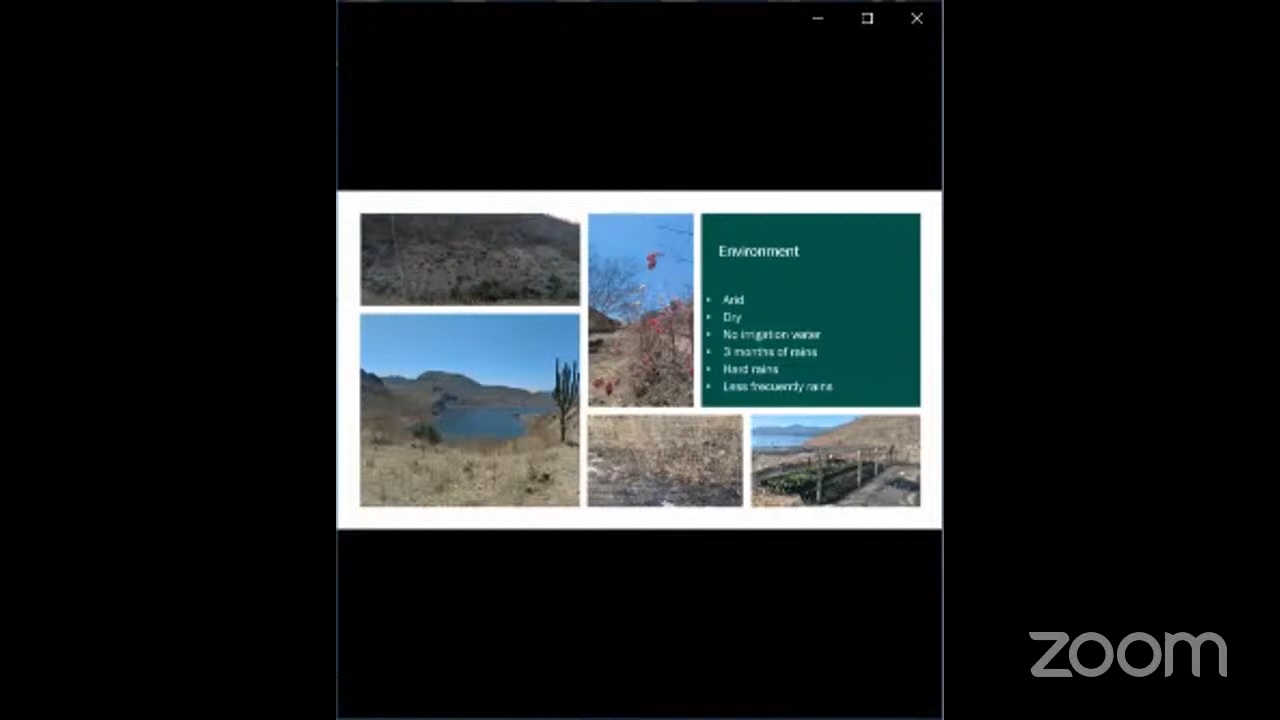 Environment
• Arid
• Dry
• No irrigation water
• 3 months of rains
• Hard rains
• Less frecuently rains
zoom